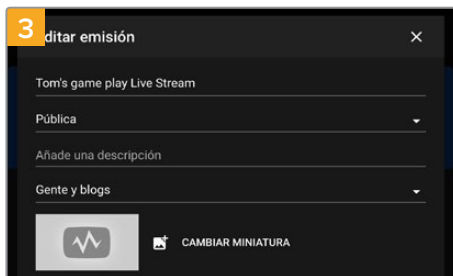 3
ditar emisión
Tom's game play Live Stream
Pública
Añade una descripción
Gente y blogs
CAMBIAR MINIATURA